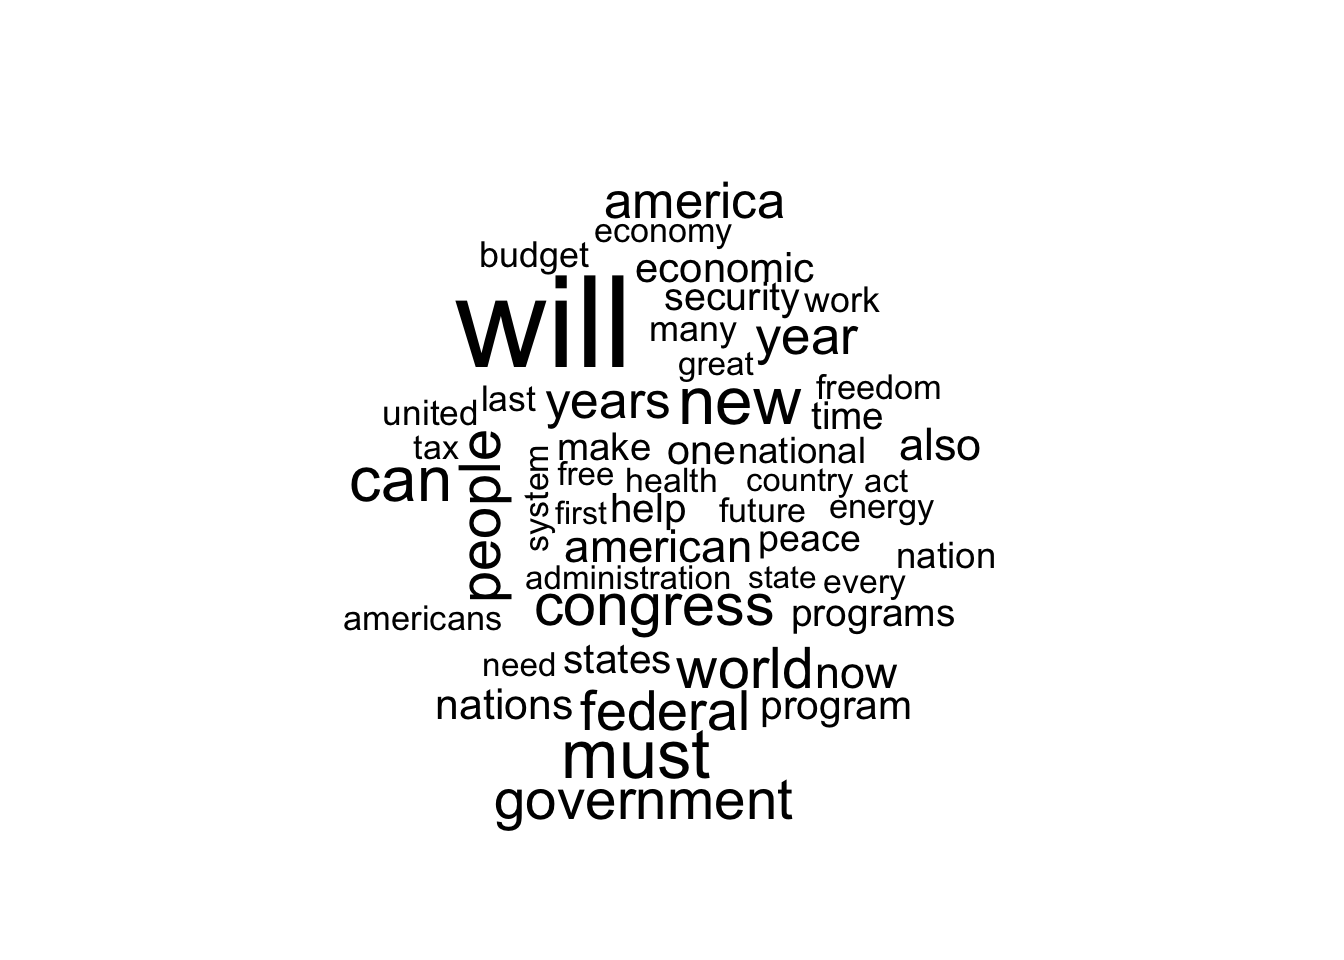 america
economy
budget
economic
will
security work
many year
great
freedom
united last years new time
tax make one national also
can people system free health country act
first help future energy
american peace nation
administration state every
americans congress programs
need states world now
nations federal program
must
government